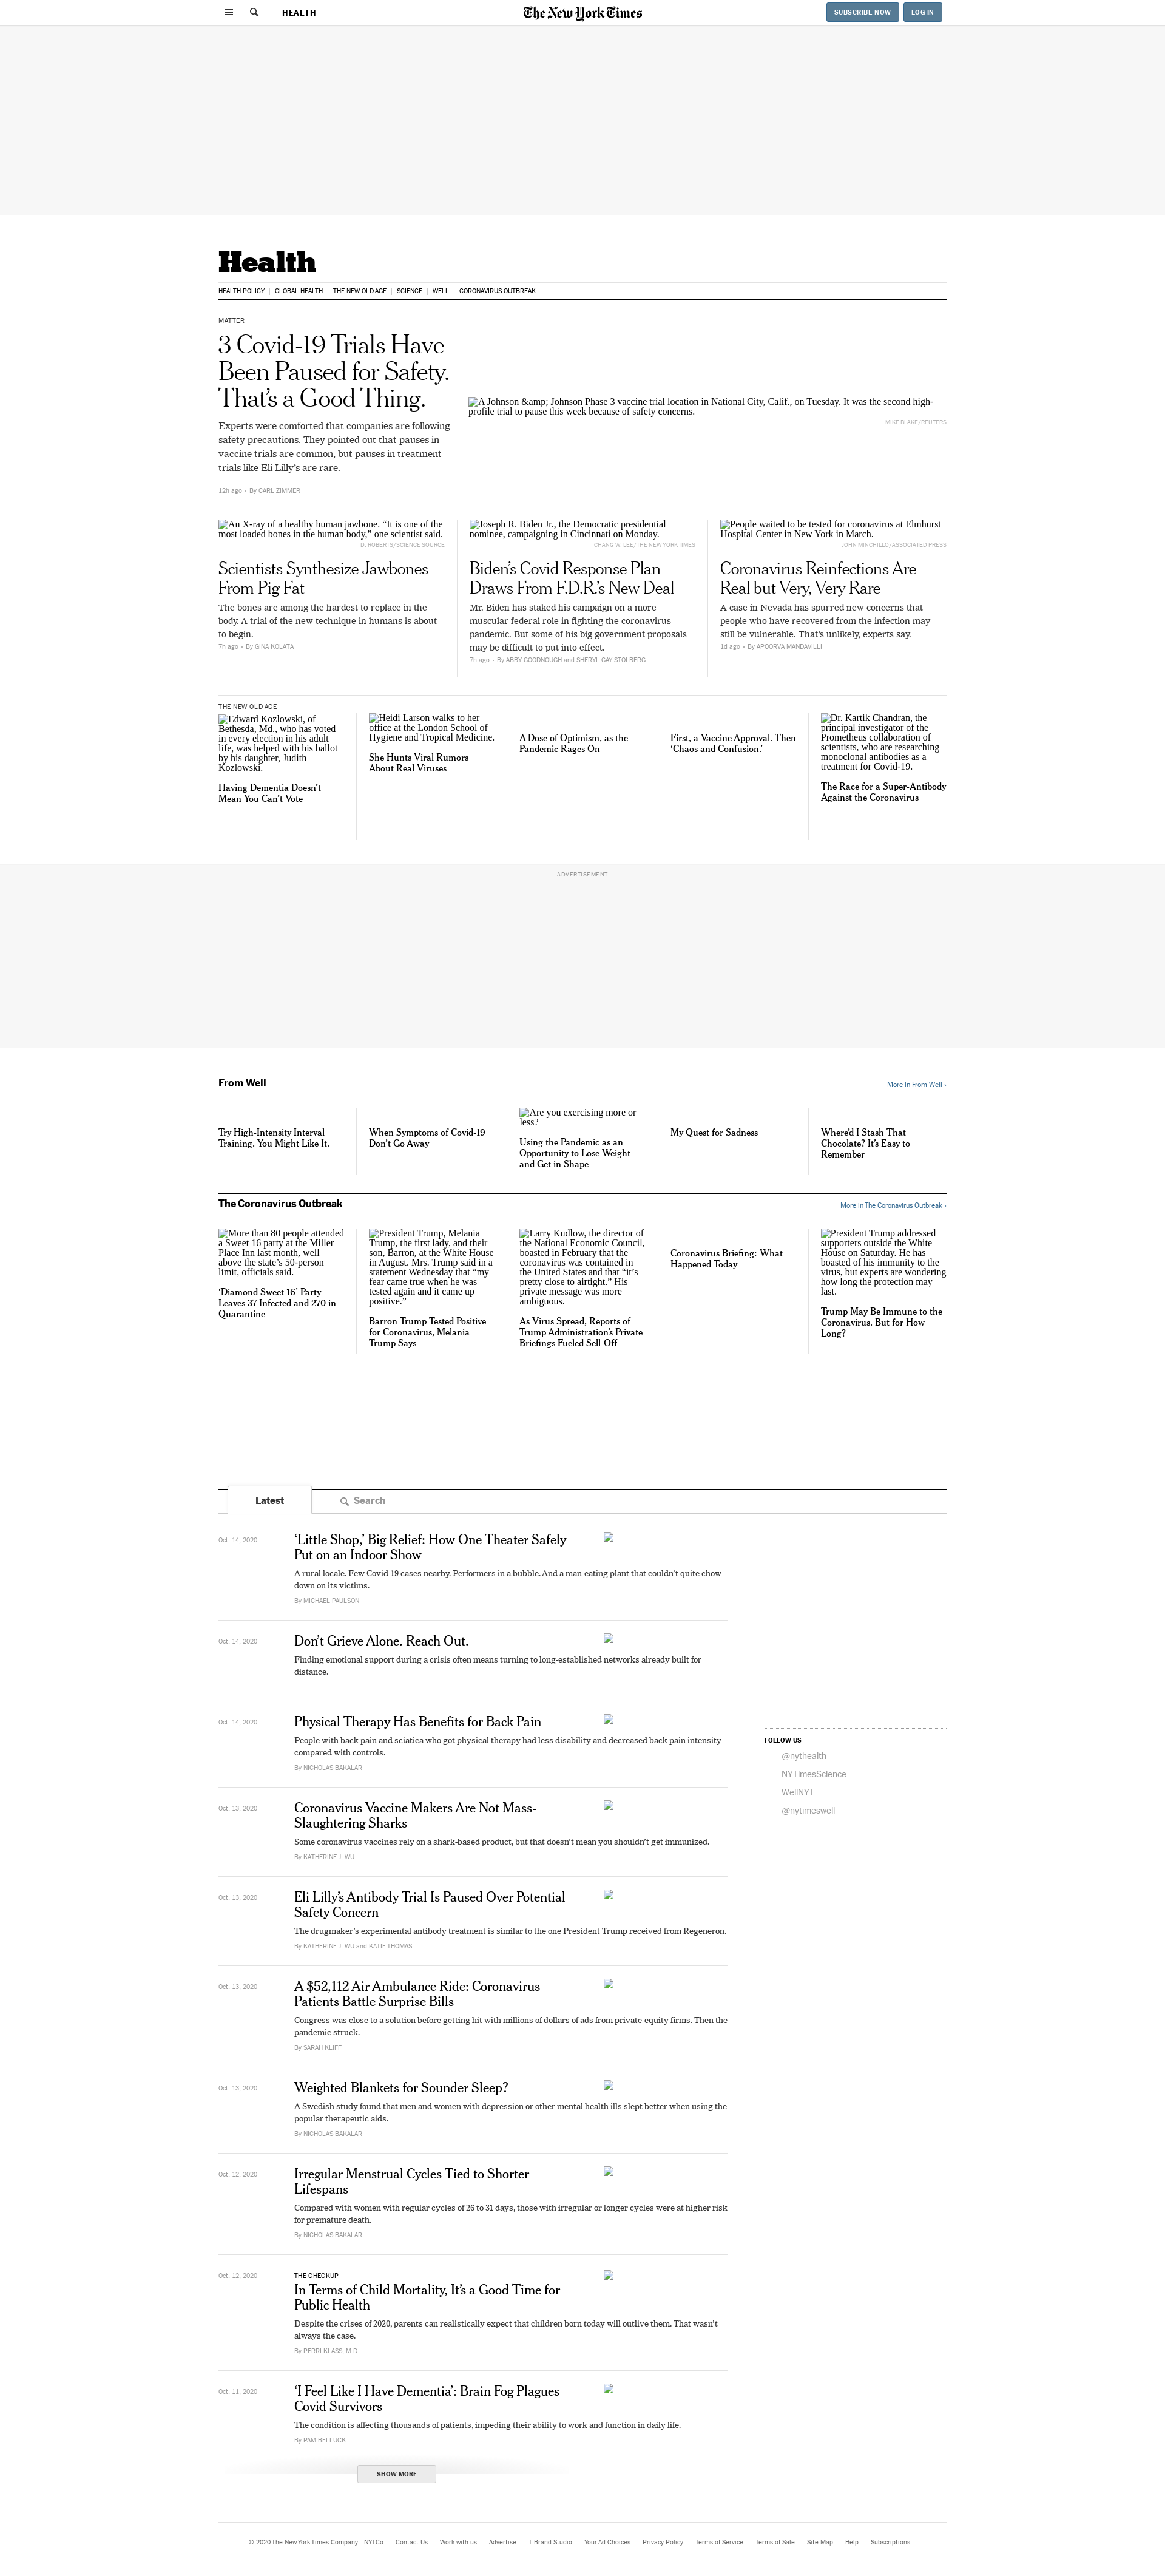 HEALTH
The New York Times
SUBSCRIBE NOW
LOG IN
Health
HEALTH POLICY
GLOBAL HEALTH
THE NEW OLD AGE
SCIENCE
WELL
CORONAVIRUS OUTBREAK
MATTER
3 Covid-19 Trials Have
Been Paused for Safety.
That’s a Good Thing.
Experts were comforted that companies are following
safety precautions. They pointed out that pauses in
vaccine trials are common, but pauses in treatment
trials like Eli Lilly’s are rare.
12h ago • By CARL ZIMMER
A Johnson &amp; Johnson Phase 3 vaccine trial location in National City, Calif., on Tuesday. It was the second high-
profile trial to pause this week because of safety concerns.
MIKE BLAKE/REUTERS
An X-ray of a healthy human jawbone. “It is one of the
most loaded bones in the human body,” one scientist said.
D. ROBERTS/SCIENCE SOURCE
Scientists Synthesize Jawbones
From Pig Fat
The bones are among the hardest to replace in the
body. A trial of the new technique in humans is about
to begin.
7h ago • By GINA KOLATA
Joseph R. Biden Jr., the Democratic presidential
nominee, campaigning in Cincinnati on Monday.
CHANG W. LEE/THE NEW YORK TIMES
Biden’s Covid Response Plan
Draws From F.D.R.’s New Deal
Mr. Biden has staked his campaign on a more
muscular federal role in fighting the coronavirus
pandemic. But some of his big government proposals
may be difficult to put into effect.
7h ago • By ABBY GOODNOUGH and SHERYL GAY STOLBERG
People waited to be tested for coronavirus at Elmhurst
Hospital Center in New York in March.
JOHN MINCHILLO/ASSOCIATED PRESS
Coronavirus Reinfections Are
Real but Very, Very Rare
A case in Nevada has spurred new concerns that
people who have recovered from the infection may
still be vulnerable. That’s unlikely, experts say.
1d ago • By APOORVA MANDAVILLI
THE NEW OLD AGE
Edward Kozlowski, of
Bethesda, Md., who has voted
in every election in his adult
life, was helped with his ballot
by his daughter, Judith
Kozlowski.
Having Dementia Doesn’t
Mean You Can’t Vote
Heidi Larson walks to her
office at the London School of
Hygiene and Tropical Medicine.
She Hunts Viral Rumors
About Real Viruses
A Dose of Optimism, as the
Pandemic Rages On
First, a Vaccine Approval. Then
‘Chaos and Confusion.’
Dr. Kartik Chandran, the
principal investigator of the
Prometheus collaboration of
scientists, who are researching
monoclonal antibodies as a
treatment for Covid-19.
The Race for a Super-Antibody
Against the Coronavirus
ADVERTISEMENT
From Well
More in From Well ›
Try High-Intensity Interval
Training. You Might Like It.
When Symptoms of Covid-19
Don’t Go Away
Are you exercising more or
less?
Using the Pandemic as an
Opportunity to Lose Weight
and Get in Shape
My Quest for Sadness
Where’d I Stash That
Chocolate? It’s Easy to
Remember
The Coronavirus Outbreak
More in The Coronavirus Outbreak ›
More than 80 people attended
a Sweet 16 party at the Miller
Place Inn last month, well
above the state’s 50-person
limit, officials said.
‘Diamond Sweet 16’ Party
Leaves 37 Infected and 270 in
Quarantine
President Trump, Melania
Trump, the first lady, and their
son, Barron, at the White House
in August. Mrs. Trump said in a
statement Wednesday that “my
fear came true when he was
tested again and it came up
positive.”
Barron Trump Tested Positive
for Coronavirus, Melania
Trump Says
Larry Kudlow, the director of
the National Economic Council,
boasted in February that the
coronavirus was contained in
the United States and that “it’s
pretty close to airtight.” His
private message was more
ambiguous.
As Virus Spread, Reports of
Trump Administration’s Private
Briefings Fueled Sell-Off
Coronavirus Briefing: What
Happened Today
President Trump addressed
supporters outside the White
House on Saturday. He has
boasted of his immunity to the
virus, but experts are wondering
how long the protection may
last.
Trump May Be Immune to the
Coronavirus. But for How
Long?
Latest
Search
Oct. 14, 2020
‘Little Shop,’ Big Relief: How One Theater Safely
Put on an Indoor Show
A rural locale. Few Covid-19 cases nearby. Performers in a bubble. And a man-eating plant that couldn’t quite chow
down on its victims.
By MICHAEL PAULSON
Oct. 14, 2020
Don’t Grieve Alone. Reach Out.
Finding emotional support during a crisis often means turning to long-established networks already built for
distance.
Oct. 14, 2020
Physical Therapy Has Benefits for Back Pain
People with back pain and sciatica who got physical therapy had less disability and decreased back pain intensity
compared with controls.
By NICHOLAS BAKALAR
FOLLOW US
@nythealth
NYTimesScience
WellNYT
@nytimeswell
Oct. 13, 2020
Coronavirus Vaccine Makers Are Not Mass-
Slaughtering Sharks
Some coronavirus vaccines rely on a shark-based product, but that doesn’t mean you shouldn’t get immunized.
By KATHERINE J. WU
Oct. 13, 2020
Eli Lilly’s Antibody Trial Is Paused Over Potential
Safety Concern
The drugmaker’s experimental antibody treatment is similar to the one President Trump received from Regeneron.
By KATHERINE J. WU and KATIE THOMAS
Oct. 13, 2020
A $52,112 Air Ambulance Ride: Coronavirus
Patients Battle Surprise Bills
Congress was close to a solution before getting hit with millions of dollars of ads from private-equity firms. Then the
pandemic struck.
By SARAH KLIFF
Oct. 13, 2020
Weighted Blankets for Sounder Sleep?
A Swedish study found that men and women with depression or other mental health ills slept better when using the
popular therapeutic aids.
By NICHOLAS BAKALAR
Oct. 12, 2020
Irregular Menstrual Cycles Tied to Shorter
Lifespans
Compared with women with regular cycles of 26 to 31 days, those with irregular or longer cycles were at higher risk
for premature death.
By NICHOLAS BAKALAR
Oct. 12, 2020
THE CHECKUP
In Terms of Child Mortality, It’s a Good Time for
Public Health
Despite the crises of 2020, parents can realistically expect that children born today will outlive them. That wasn’t
always the case.
By PERRI KLASS, M.D.
Oct. 11, 2020
‘I Feel Like I Have Dementia’: Brain Fog Plagues
Covid Survivors
The condition is affecting thousands of patients, impeding their ability to work and function in daily life.
By PAM BELLUCK
SHOW MORE
© 2020 The New York Times Company
NYTCo
Contact Us
Work with us
Advertise
T Brand Studio
Your Ad Choices
Privacy Policy
Terms of Service
Terms of Sale
Site Map
Help
Subscriptions